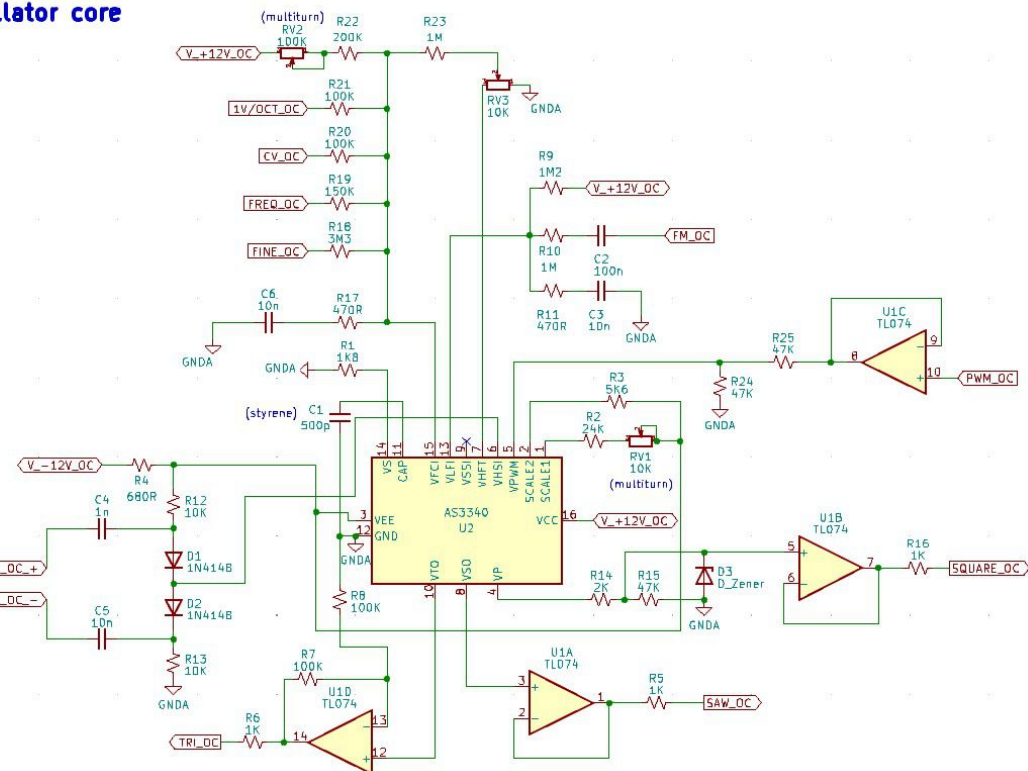 llator core
(multiturn)
RV2
100K
V_+12V_OC
R22
200K
R23
1M
RV3
10K
GNDA
R21
100K
1V/OCT_OC
R20
100K
CV_OC
R19
150K
FREQ_OC
R18
3M3
FINE_OC
R9
1M2
V_+12V_OC
R10
1M
C2
100n
FM_OC
R11
470R
C3
10n
GNDA
C6
10n
R17
470R
GNDA
R1
1K8
GNDA
(styrene)
C1
500p
R3
5K6
R2
24K
RV1
10K
(multiturn)
R25
47K
R24
47K
GNDA
U1C
TL074
8
9
10
PWM_OC
V_-12V_OC
R4
680R
R12
10K
C4
1n
D1
1N4148
D2
1N4148
_OC_+
_OC_-
C5
10n
R13
10K
GNDA
14
11
15
13
9
7
6
5
2
1
VS
CAP
VFCI
VLFI
VSSI
VHFT
VHSI
VPWM
SCALE2
SCALE1
AS3340
U2
3
VEE
12
GND
GNDA
VCC
16
V_+12V_OC
VTO
VSO
VP
10
8
4
R8
100K
R14
2K
R15
47K
D3
D_Zener
GNDA
U1B
TL074
5
6
7
R16
1K
SQUARE_OC
R7
100K
U1D
TL074
13
12
14
R6
1K
TRI_OC
U1A
TL074
3
2
1
R5
1K
SAW_OC